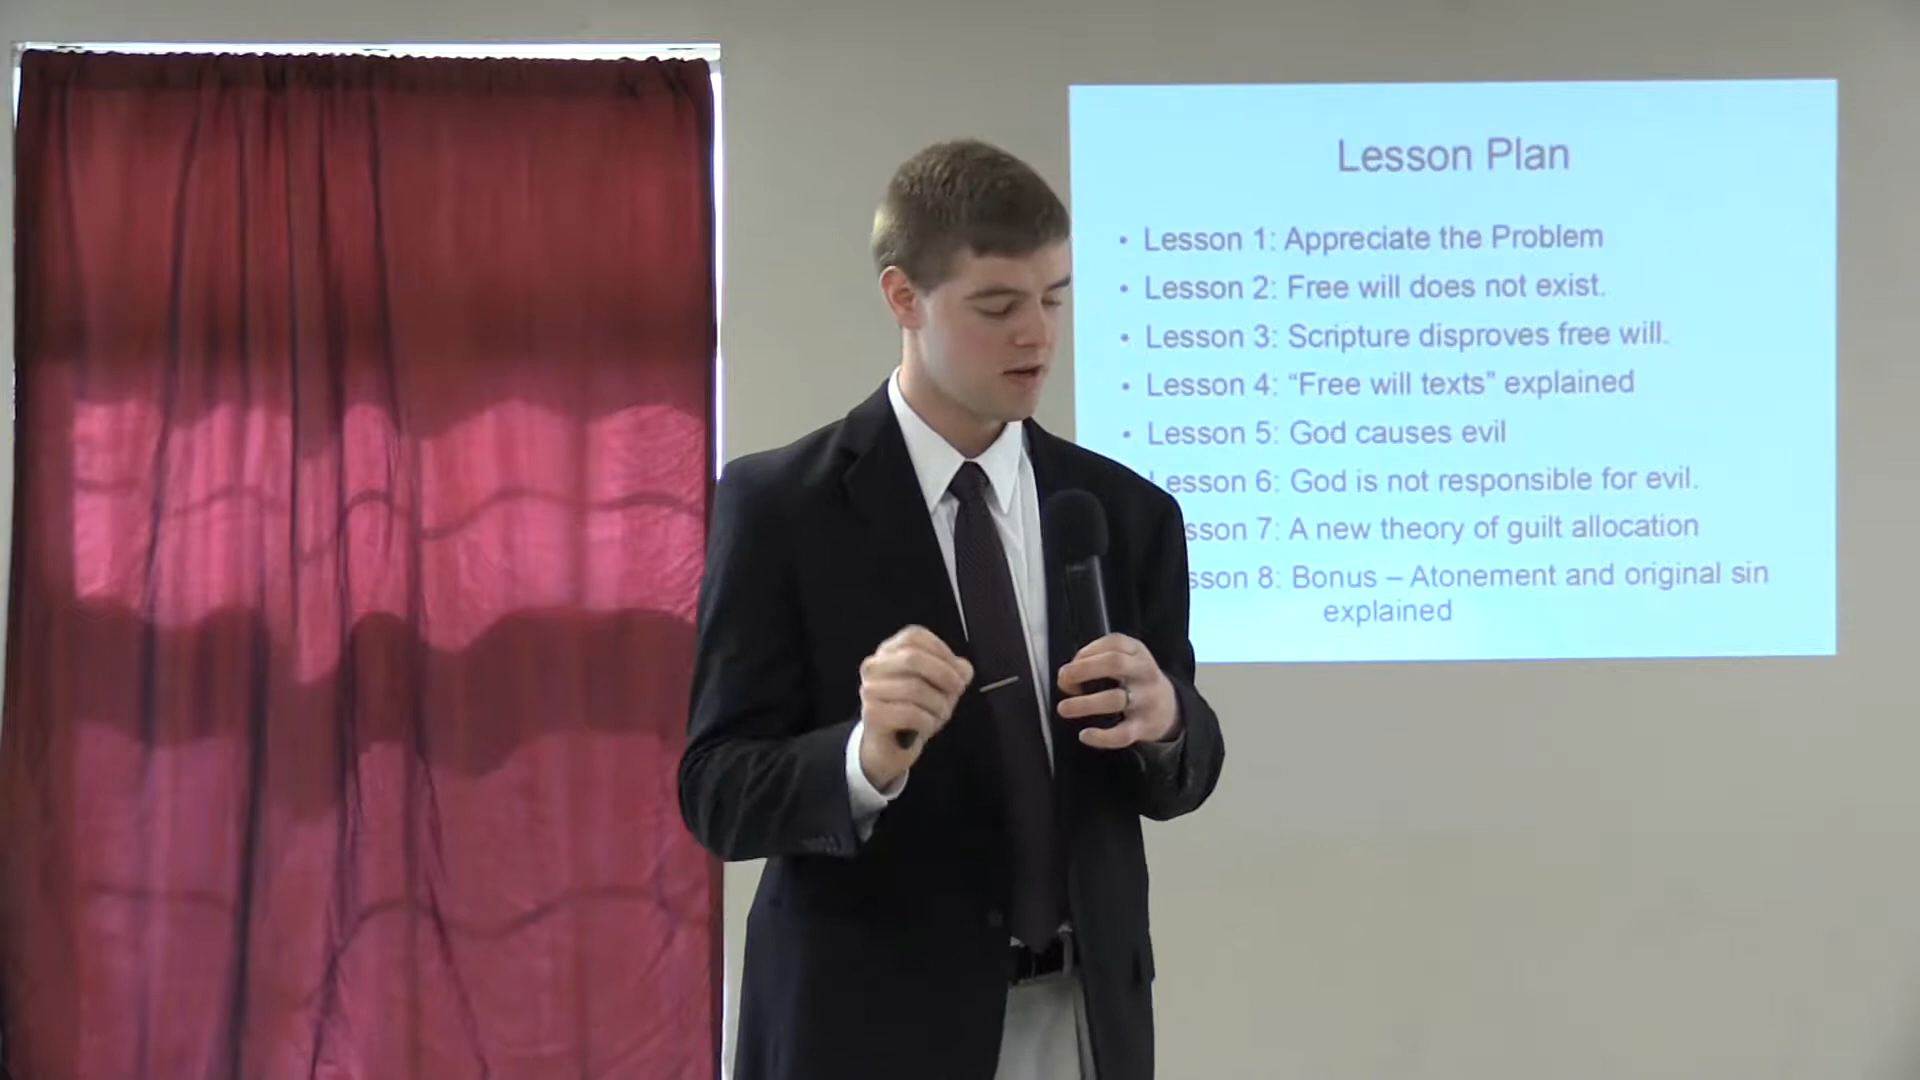 Lesson Plan
• Lesson 1: Appreciate the Problem
• Lesson 2: Free will does not exist.
• Lesson 3: Scripture disproves free will.
• Lesson 4: “Free will texts” explained
• Lesson 5: God causes evil
esson 6: God is not responsible for evil.
sson 7: A new theory of guilt allocation
sson 8: Bonus – Atonement and original sin
explained